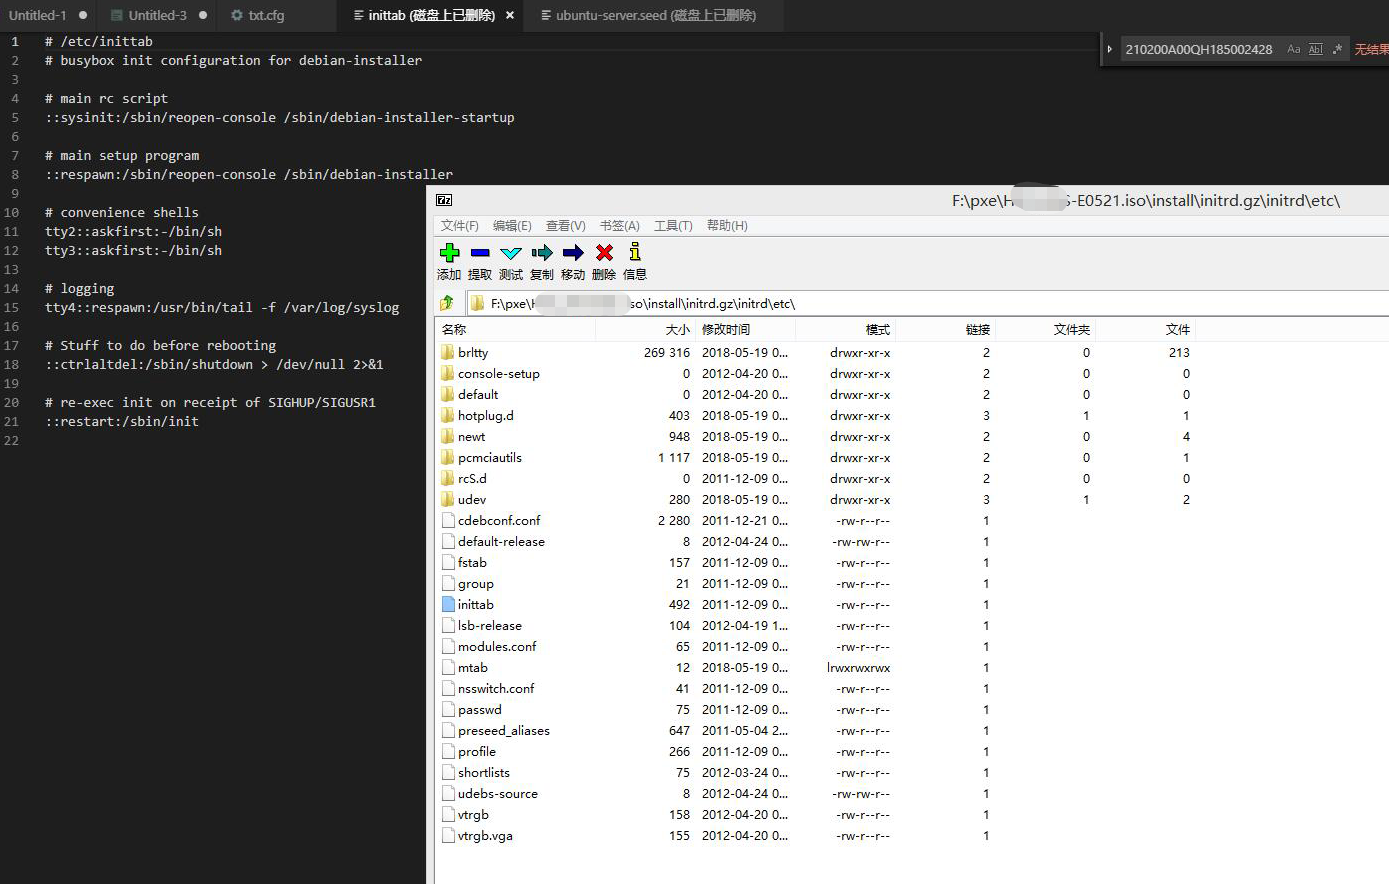 Untitled-1
Untitled-3
txt.cfg
inittab (磁盘上已删除)
ubuntu-server.seed (磁盘上已删除)
210200A00QH185002428 Aa Abl .* 无结果
1 # /etc/inittab
2 # busybox init configuration for debian-installer
3
4 # main rc script
5 ::sysinit:/sbin/reopen-console /sbin/debian-installer-startup
6
7 # main setup program
8 ::respawn:/sbin/reopen-console /sbin/debian-installer
9
10 # convenience shells
11 tty2::askfirst:-/bin/sh
12 tty3::askfirst:-/bin/sh
13
14 # logging
15 tty4::respawn:/usr/bin/tail -f /var/log/syslog
16
17 # Stuff to do before rebooting
18 ::ctrlaltdel:/sbin/shutdown > /dev/null 2>&1
19
20 # re-exec init on receipt of SIGHUP/SIGUSR1
21 ::restart:/sbin/init
22
7z
F:\pxe\H S-E0521.iso\install\initrd.gz\initrd\etc\
文件(F) 编辑(E) 查看(V) 书签(A) 工具(T) 帮助(H)
添加 提取 测试 复制 移动 删除 信息
F:\pxe\ iso\install\initrd.gz\initrd\etc\
名称 大小 修改时间 模式 链接 文件夹 文件
brltty 269 316 2018-05-19 0... drwxr-xr-x 2 0 213
console-setup 0 2012-04-20 0... drwxr-xr-x 2 0 0
default 0 2012-04-20 0... drwxr-xr-x 2 0 0
hotplug.d 403 2018-05-19 0... drwxr-xr-x 3 1 1
newt 948 2018-05-19 0... drwxr-xr-x 2 0 4
pcmciautils 1 117 2018-05-19 0... drwxr-xr-x 2 0 1
rcS.d 0 2011-12-09 0... drwxr-xr-x 2 0 0
udev 280 2018-05-19 0... drwxr-xr-x 3 1 2
cdebconf.conf 2 280 2011-12-21 0... -rw-r--r-- 1
default-release 8 2012-04-24 0... -rw-rw-r-- 1
fstab 157 2011-12-09 0... -rw-r--r-- 1
group 21 2011-12-09 0... -rw-r--r-- 1
inittab 492 2011-12-09 0... -rw-r--r-- 1
lsb-release 104 2012-04-19 1... -rw-r--r-- 1
modules.conf 65 2011-12-09 0... -rw-r--r-- 1
mtab 12 2018-05-19 0... lrwxrwxrwx 1
nsswitch.conf 41 2011-12-09 0... -rw-r--r-- 1
passwd 75 2011-12-09 0... -rw-r--r-- 1
preseed_aliases 647 2011-05-04 2... -rw-r--r-- 1
profile 266 2011-12-09 0... -rw-r--r-- 1
shortlists 75 2012-03-24 0... -rw-r--r-- 1
udebs-source 8 2012-04-24 0... -rw-rw-r-- 1
vtrgb 158 2012-04-20 0... -rw-r--r-- 1
vtrgb.vga 155 2012-04-20 0... -rw-r--r-- 1